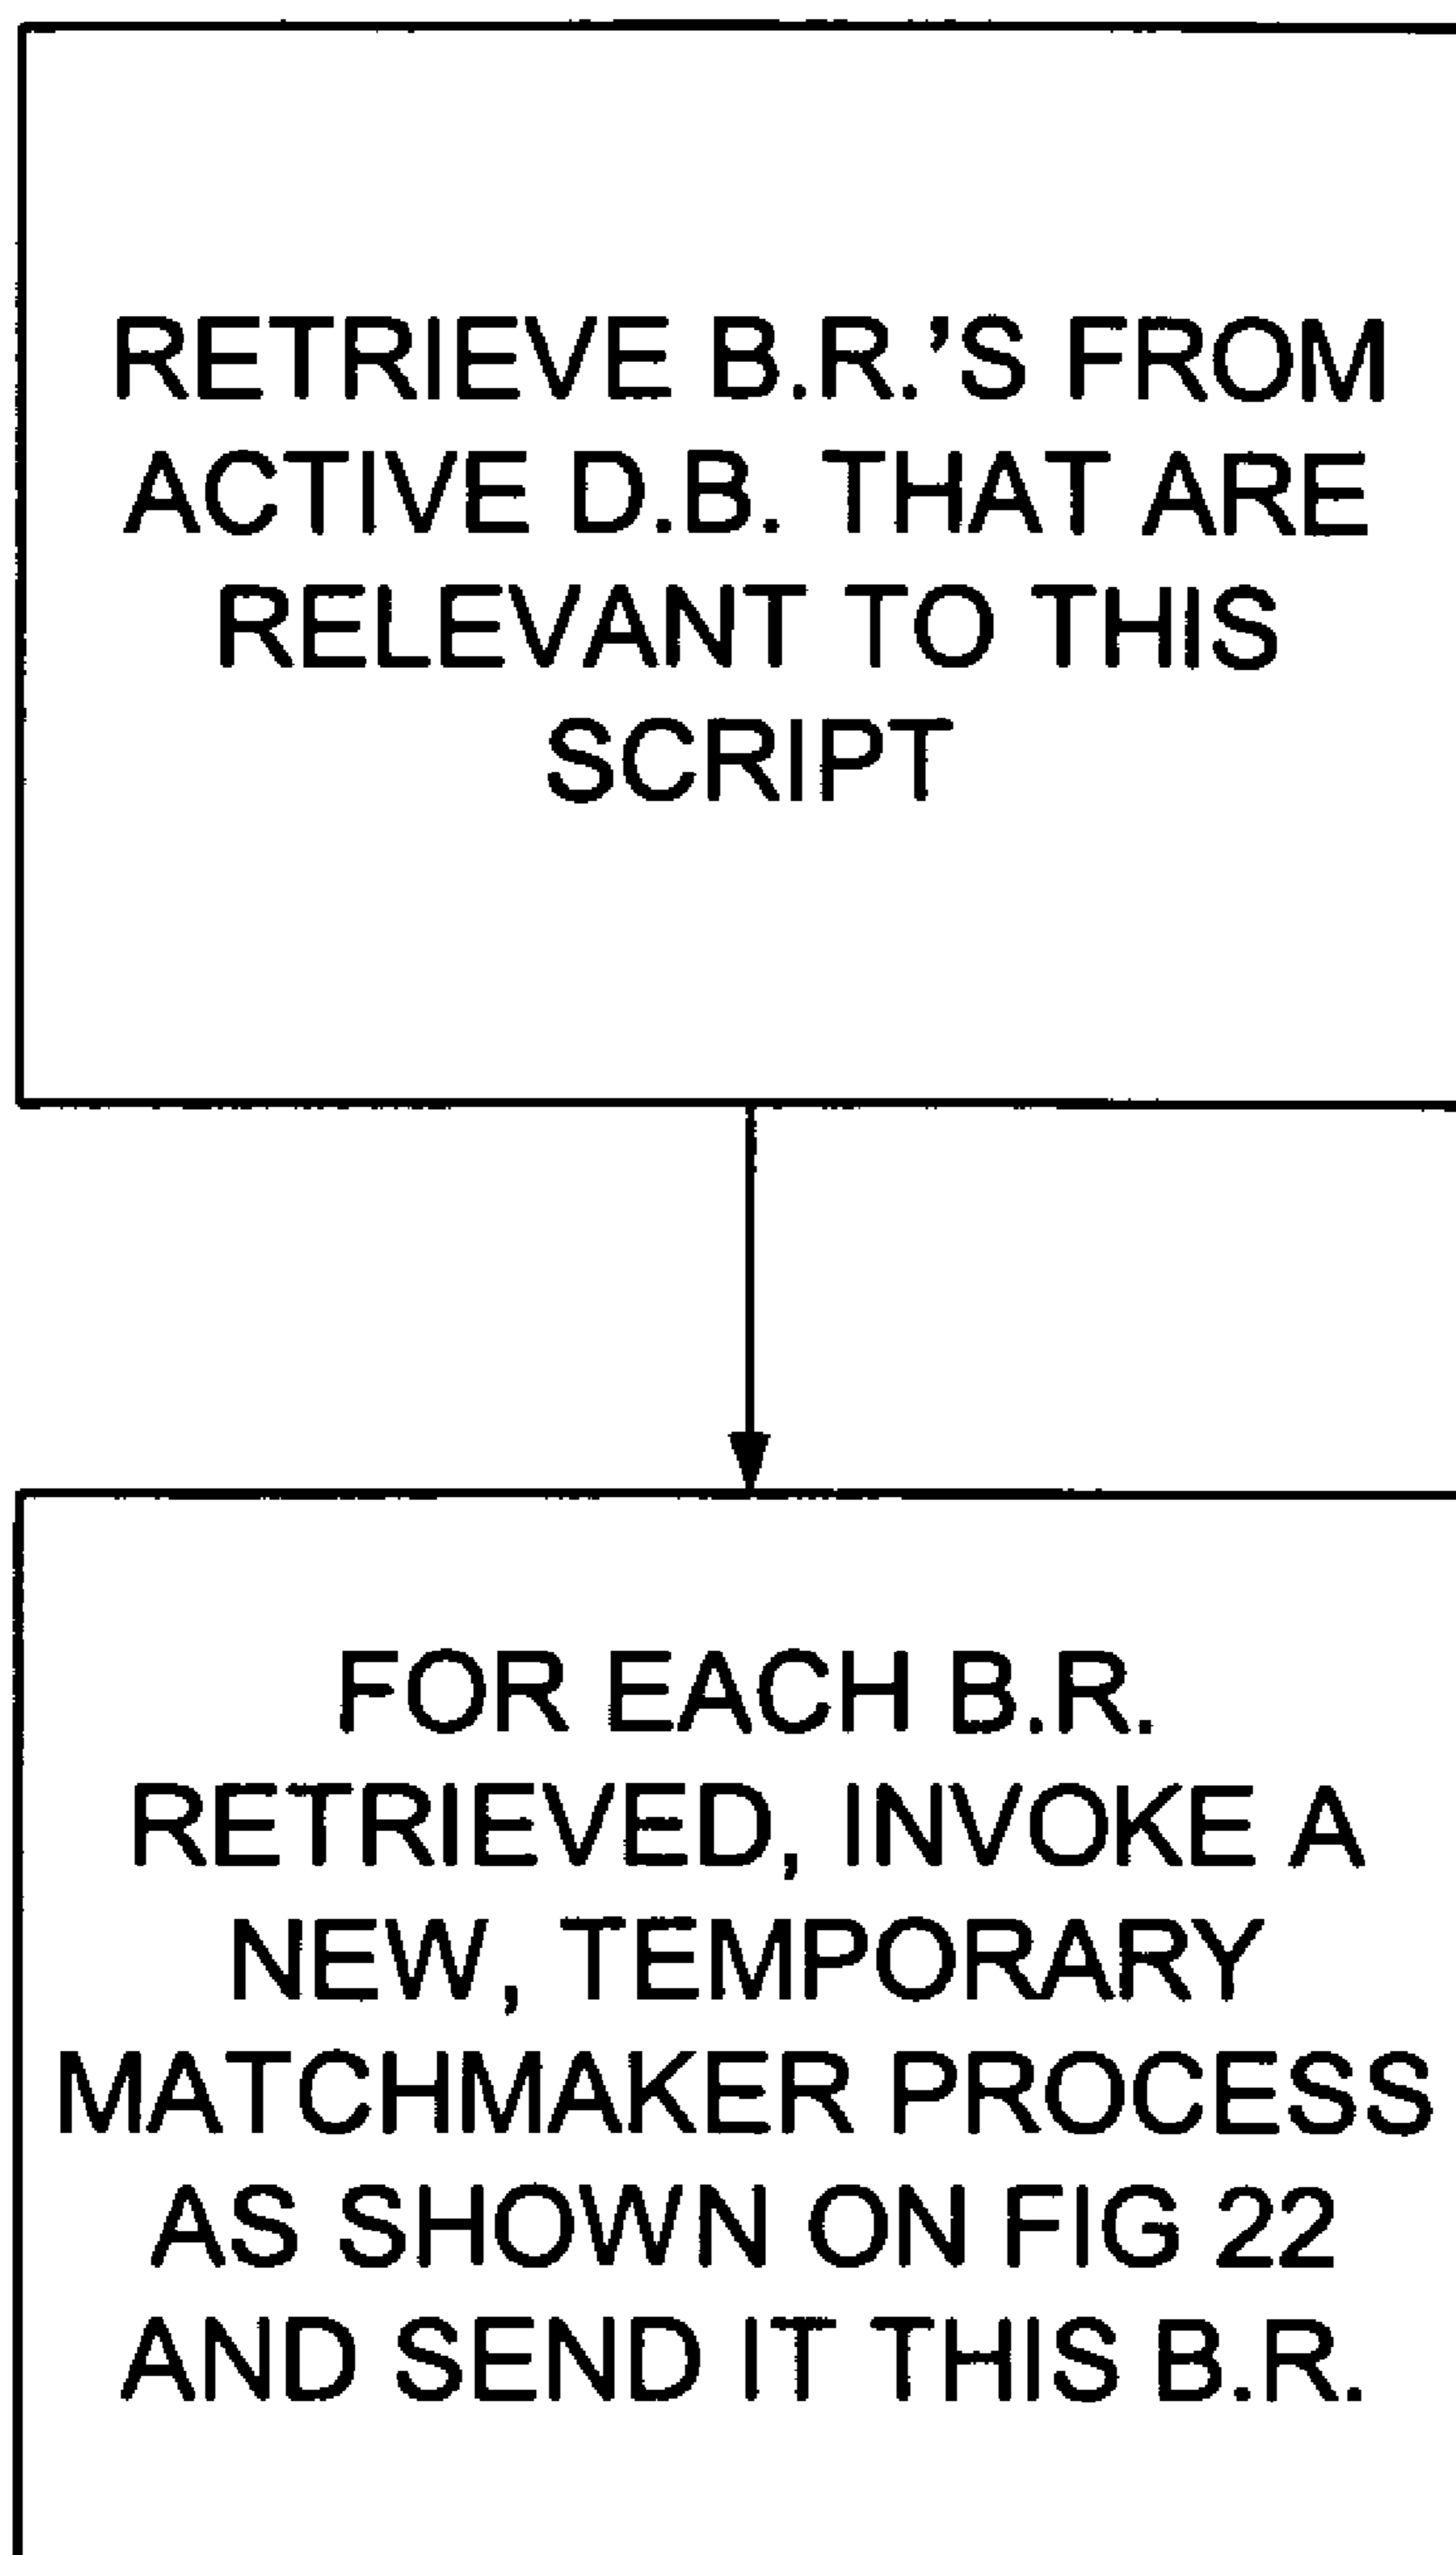 RETRIEVE B.R.'S FROM
ACTIVE D.B. THAT ARE
RELEVANT TO THIS
SCRIPT
FOR EACH B.R.
RETRIEVED, INVOKE A
NEW, TEMPORARY
MATCHMAKER PROCESS
AS SHOWN ON FIG 22
AND SEND IT THIS B.R.